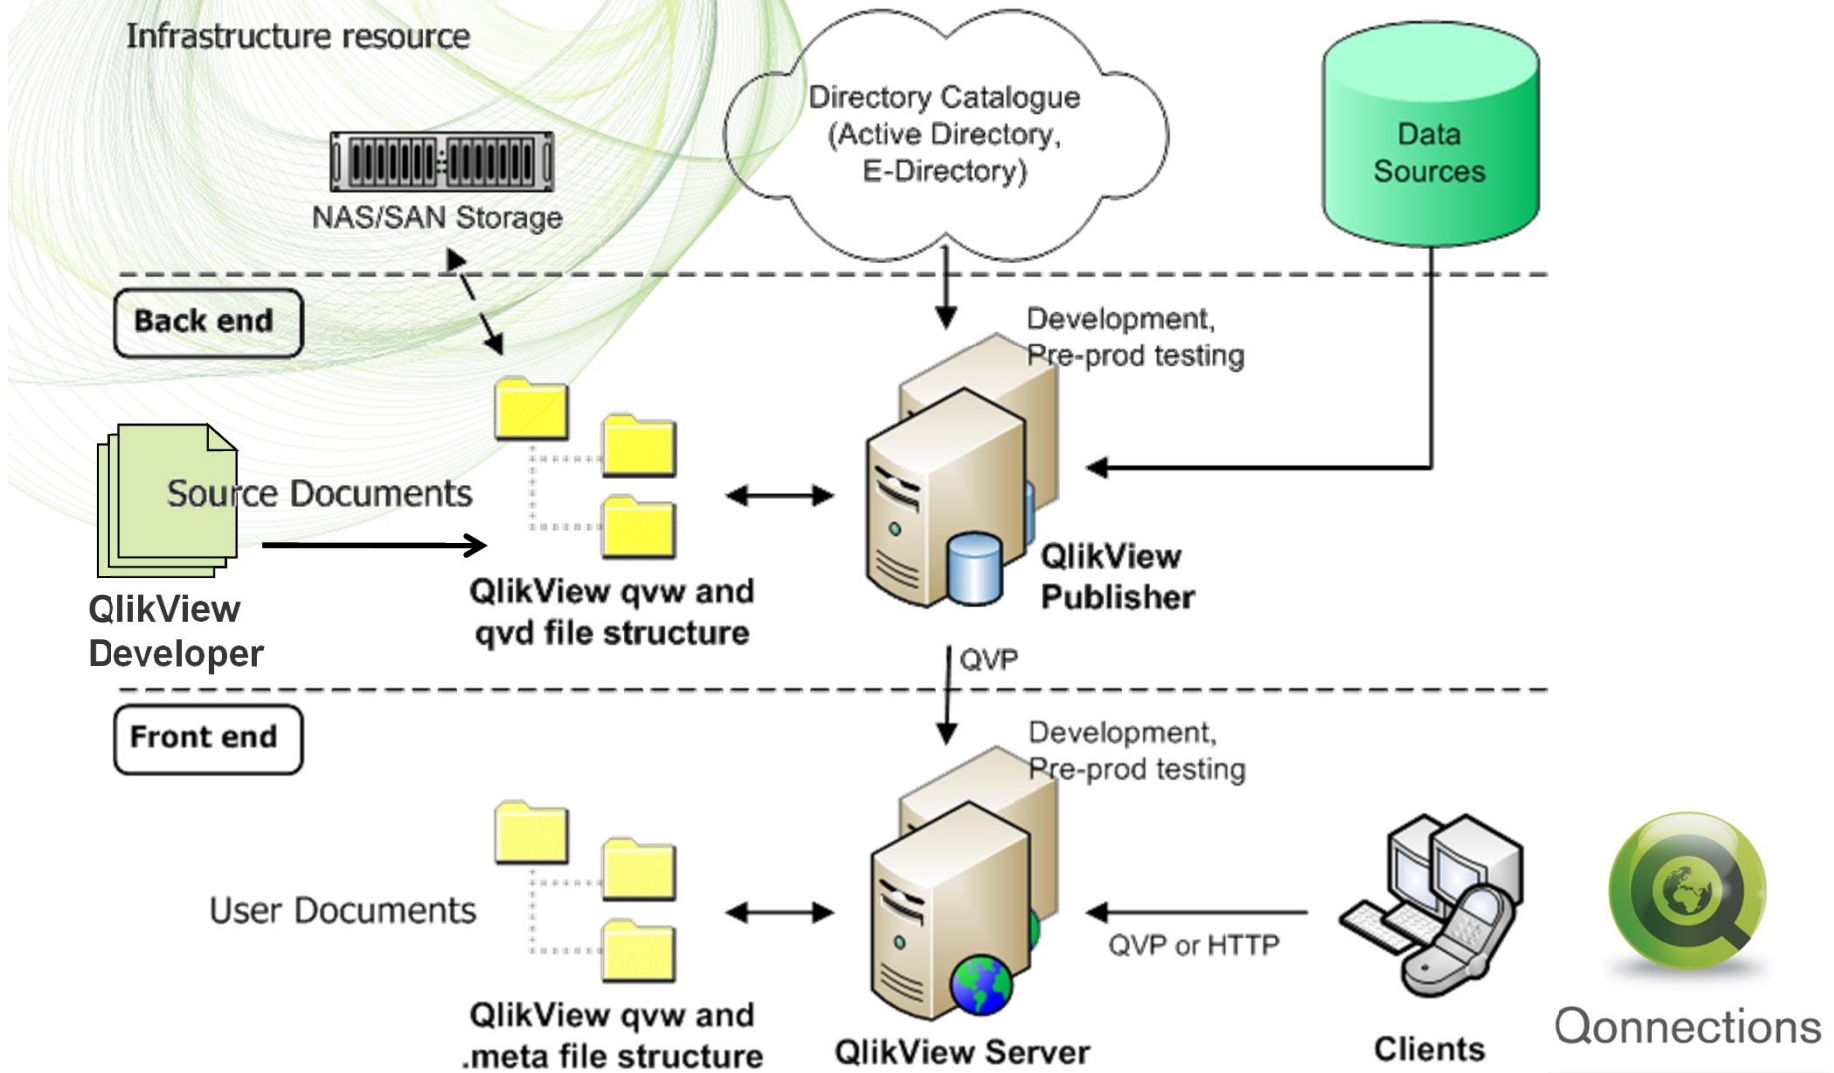 Infrastructure resource
Directory Catalogue
(Active Directory,
E-Directory)
Data
Sources
NAS/SAN Storage
Back end
Development,
Pre-prod testing
Source Documents
QlikView
Developer
QlikView qvw and
qvd file structure
QlikView
Publisher
QVP
Front end
Development,
Pre-prod testing
User Documents
QVP or HTTP
QlikView qvw and
.meta file structure
QlikView Server
Clients
Qonnections